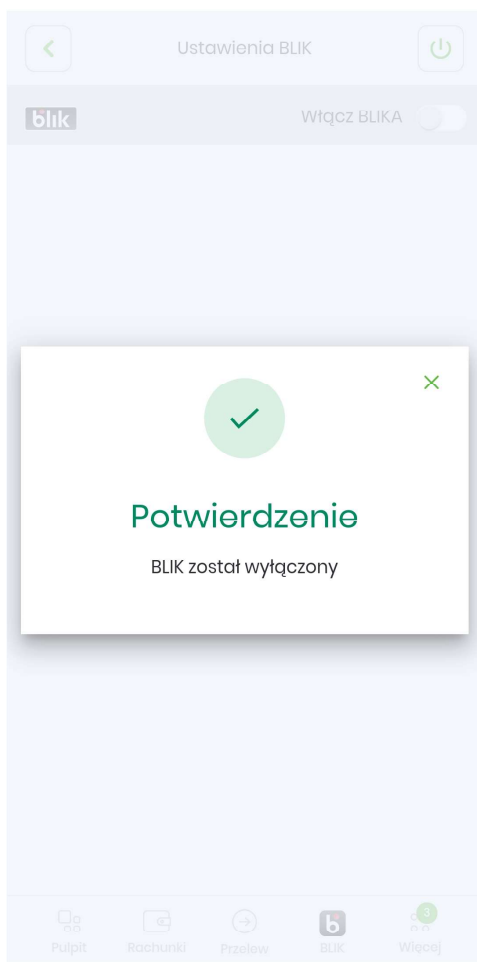 Ustawienia BLIK
blik
Włącz BLIKA
Potwierdzenie
BLIK został wyłączony
3
Pulpit
Rachunki
Przelew
BLIK
Więcej